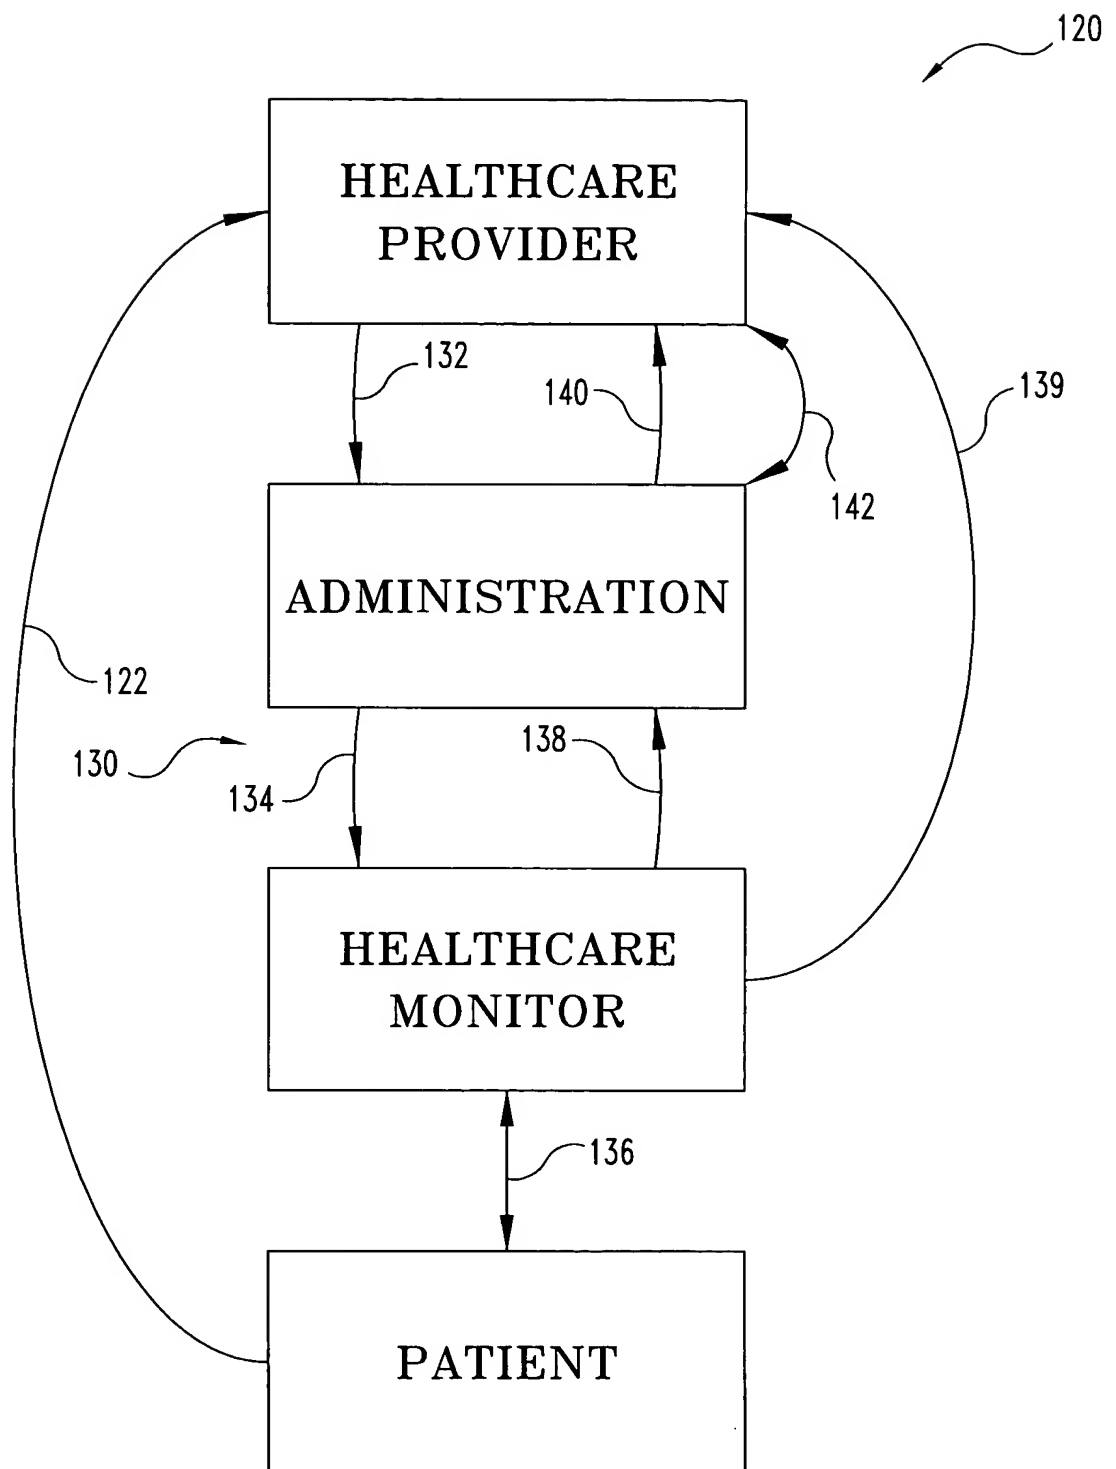 120
HEALTHCARE
PROVIDER
132
140
139
142
ADMINISTRATION
122
130
134
138
HEALTHCARE
MONITOR
136
PATIENT